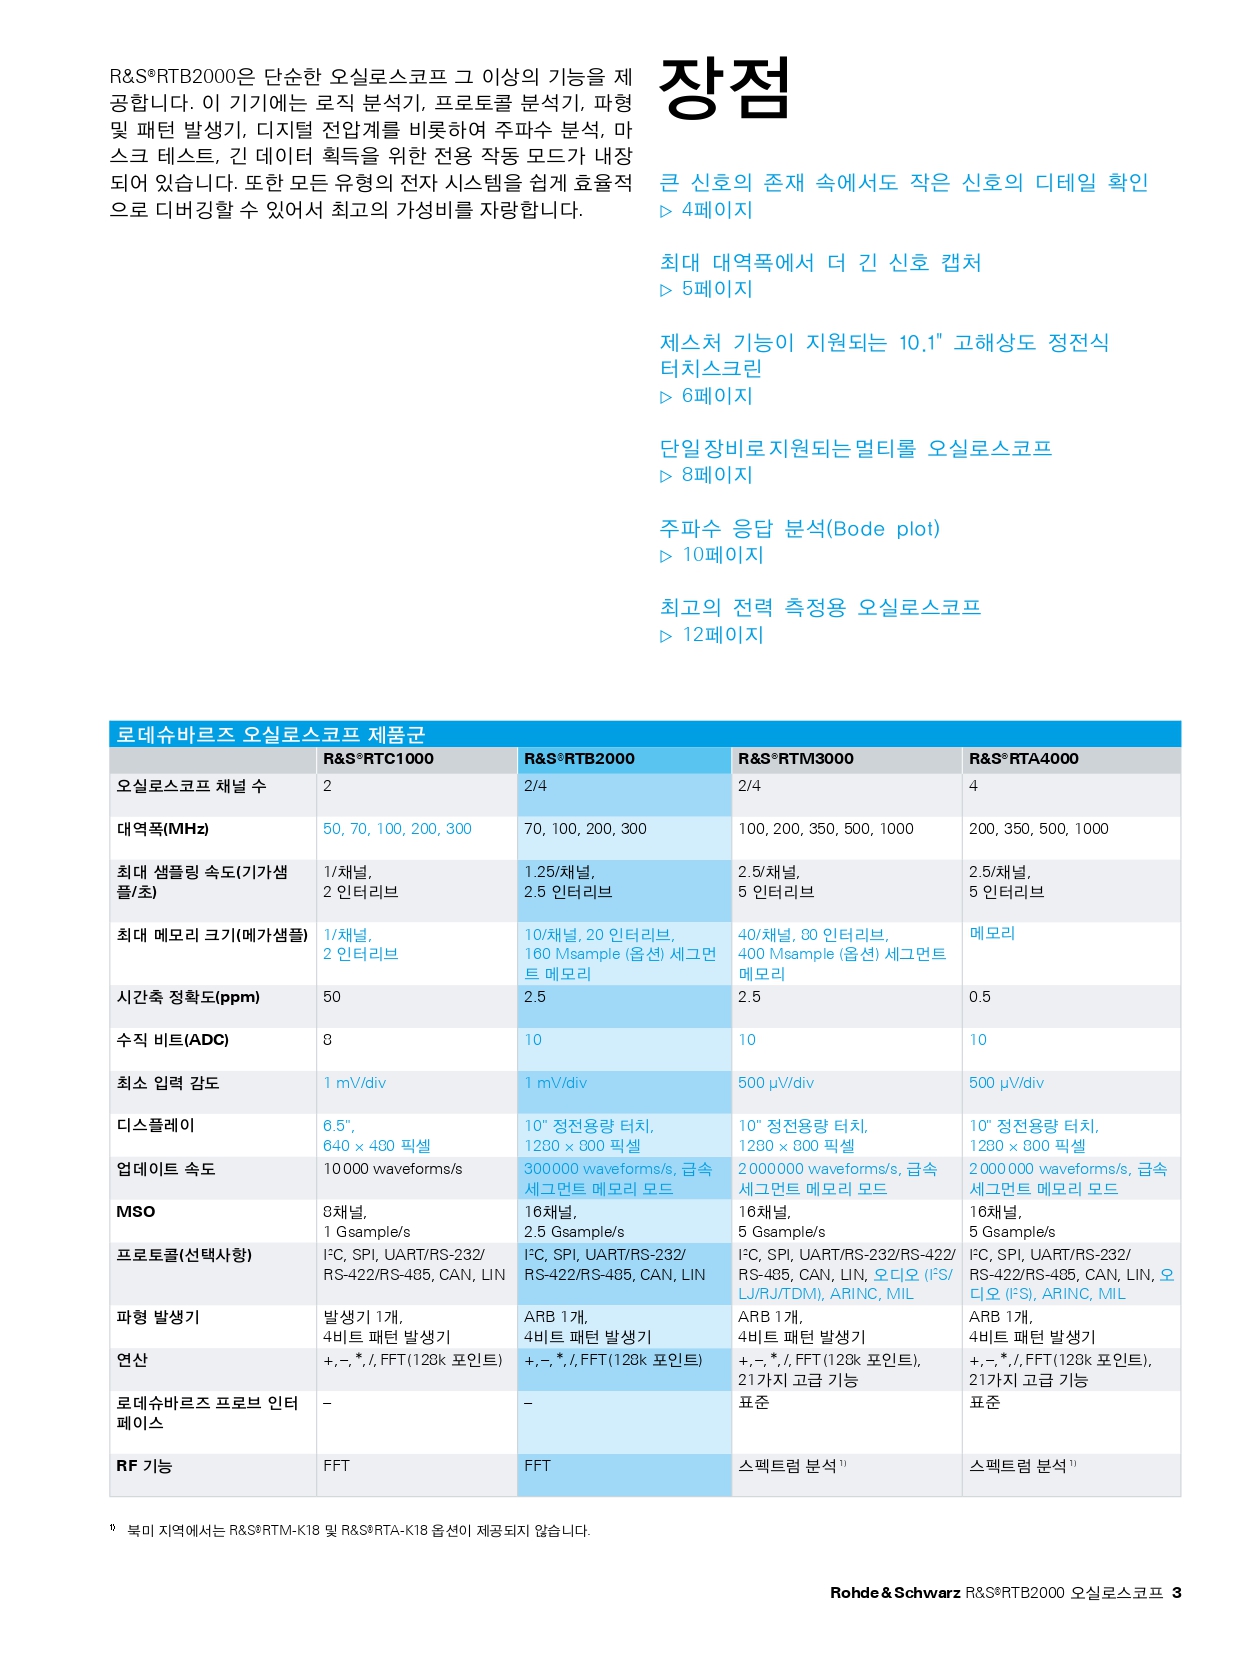 R&S®RTB2000은 단순한 오실로스코프 그 이상의 기능을 제
공합니다. 이 기기에는 로직 분석기, 프로토콜 분석기, 파형
및 패턴 발생기, 디지털 전압계를 비롯하여 주파수 분석, 마
스크 테스트, 긴 데이터 획득을 위한 전용 작동 모드가 내장
되어 있습니다. 또한 모든 유형의 전자 시스템을 쉽게 효율적
으로 디버깅할 수 있어서 최고의 가성비를 자랑합니다.
장점
큰 신호의 존재 속에서도 작은 신호의 디테일 확인
▷ 4페이지
최대 대역폭에서 더 긴 신호 캡처
▷ 5페이지
제스처 기능이 지원되는 10.1" 고해상도 정전식
터치스크린
▷ 6페이지
단일장비로지원되는멀티롤 오실로스코프
▷ 8페이지
주파수 응답 분석(Bode plot)
▷ 10페이지
최고의 전력 측정용 오실로스코프
▷ 12페이지
로데슈바르즈 오실로스코프 제품군
R&S®RTC1000 R&S®RTB2000 R&S®RTM3000 R&S®RTA4000
오실로스코프 채널 수 2 2/4 2/4 4
대역폭(MHz) 50, 70, 100, 200, 300 70, 100, 200, 300 100, 200, 350, 500, 1000 200, 350, 500, 1000
최대 샘플링 속도(기가샘 1/채널, 1.25/채널, 2.5/채널, 2.5/채널,
플/초) 2 인터리브 2.5 인터리브 5 인터리브 5 인터리브
최대 메모리 크기(메가샘플) 1/채널, 10/채널, 20 인터리브, 40/채널, 80 인터리브, 메모리
2 인터리브 160 Msample (옵션) 세그먼 400 Msample (옵션) 세그먼트
트 메모리 메모리
시간축 정확도(ppm) 50 2.5 2.5 0.5
수직 비트(ADC) 8 10 10 10
최소 입력 감도 1 mV/div 1 mV/div 500 µV/div 500 µV/div
디스플레이 6.5", 10" 정전용량 터치, 10" 정전용량 터치, 10" 정전용량 터치,
640 × 480 픽셀 1280 × 800 픽셀 1280 × 800 픽셀 1280 × 800 픽셀
업데이트 속도 10 000 waveforms/s 300000 waveforms/s, 급속 2 000000 waveforms/s, 급속 2 000 000 waveforms/s, 급속
세그먼트 메모리 모드 세그먼트 메모리 모드 세그먼트 메모리 모드
MSO 8채널, 16채널, 16채널, 16채널,
1 Gsample/s 2.5 Gsample/s 5 Gsample/s 5 Gsample/s
프로토콜(선택사항) I²C, SPI, UART/RS-232/ I²C, SPI, UART/RS-232/ I²C, SPI, UART/RS-232/RS-422/ I²C, SPI, UART/RS-232/
RS-422/RS-485, CAN, LIN RS-422/RS-485, CAN, LIN RS-485, CAN, LIN, 오디오 (I²S/ RS-422/RS-485, CAN, LIN, 오
LJ/RJ/TDM), ARINC, MIL 디오 (I²S), ARINC, MIL
파형 발생기 발생기 1개, ARB 1개, ARB 1개, ARB 1개,
4비트 패턴 발생기 4비트 패턴 발생기 4비트 패턴 발생기 4비트 패턴 발생기
연산 +, –, *, /, FFT (128k 포인트) +, –, *, /, FFT (128k 포인트) +, –, *, /, FFT (128k 포인트), +, –, *, /, FFT (128k 포인트),
21가지 고급 기능 21가지 고급 기능
로데슈바르즈 프로브 인터 – – 표준 표준
페이스
RF 기능 FFT FFT 스펙트럼 분석 1) 스펙트럼 분석 1)
1) 북미 지역에서는 R&S®RTM-K18 및 R&S®RTA-K18 옵션이 제공되지 않습니다.
Rohde & Schwarz R&S®RTB2000 오실로스코프 3